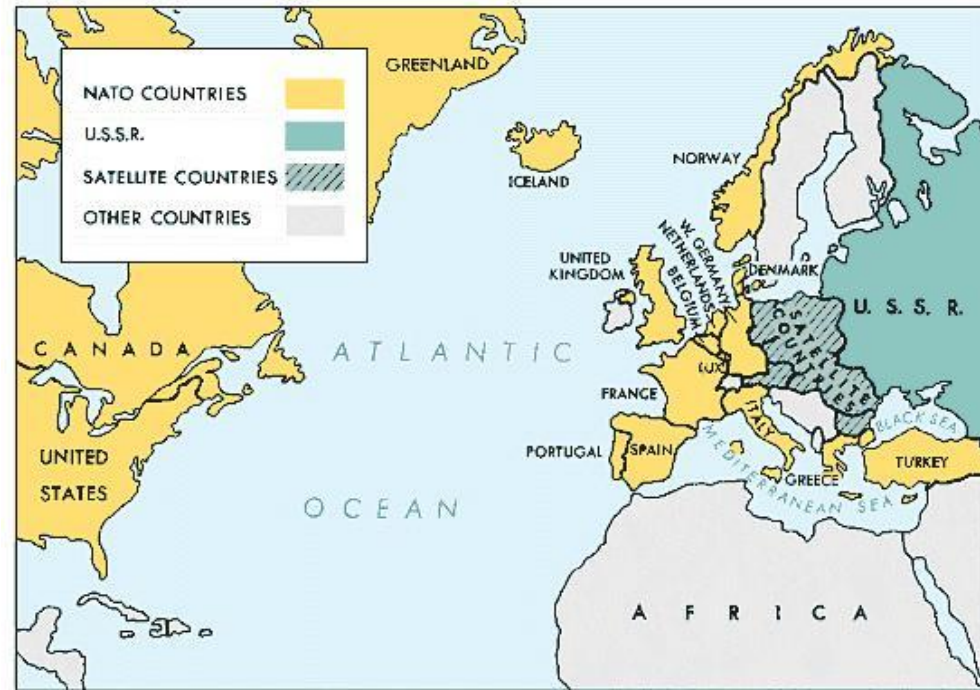 NATO COUNTRIES
U.S.S.R.
SATELLITE COUNTRIES
OTHER COUNTRIES
GREENLAND
ICELAND
NORWAY
UNITED
KINGDOM
W. GERMANY
NETHERLANDS
BELGIUM
DENMARK
U. S. S. R.
SATELLITE
COUNTRIES
CANADA
ATLANTIC
LUX
FRANCE
ITALY
BLACK SEA
UNITED
STATES
PORTUGAL
SPAIN
MEDITERRANEAN SEA
GREECE
TURKEY
OCEAN
AFRICA